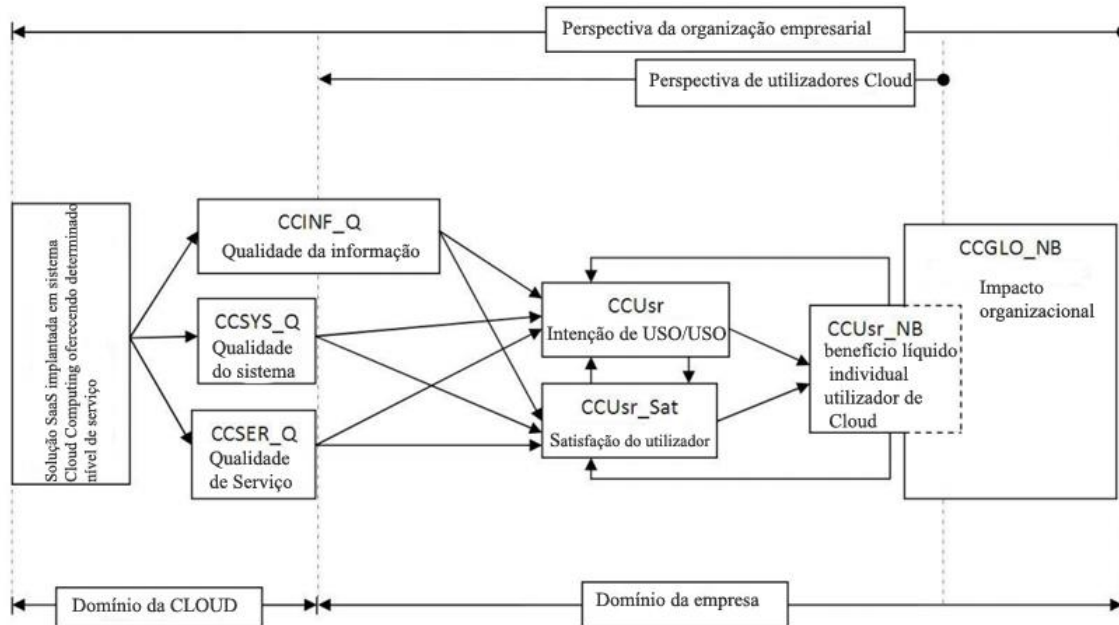 Perspectiva da organização empresarial
Perspectiva de utilizadores Cloud
Solução SaaS implantada em sistema
Cloud Computing oferecendo determinado
nível de serviço
CCINF_Q
Qualidade da informação
CCSYS_Q
Qualidade
do sistema
CCSER_Q
Qualidade
de Serviço
CCUsr
Intenção de USO/USO
CCUsr_Sat
Satisfação do utilizador
CCUsr_NB
benefício líquido
individual
utilizador de
Cloud
CCGLO_NB
Impacto
organizacional
Domínio da CLOUD
Domínio da empresa